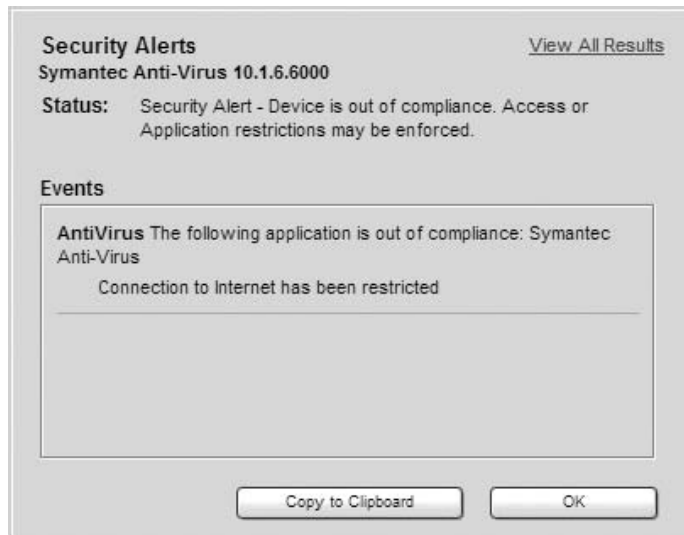 Security Alerts
View All Results
Symantec Anti-Virus 10.1.6.6000
Status: Security Alert - Device is out of compliance. Access or
Application restrictions may be enforced.
Events
AntiVirus The following application is out of compliance: Symantec
Anti-Virus
Connection to Internet has been restricted
Copy to Clipboard
OK